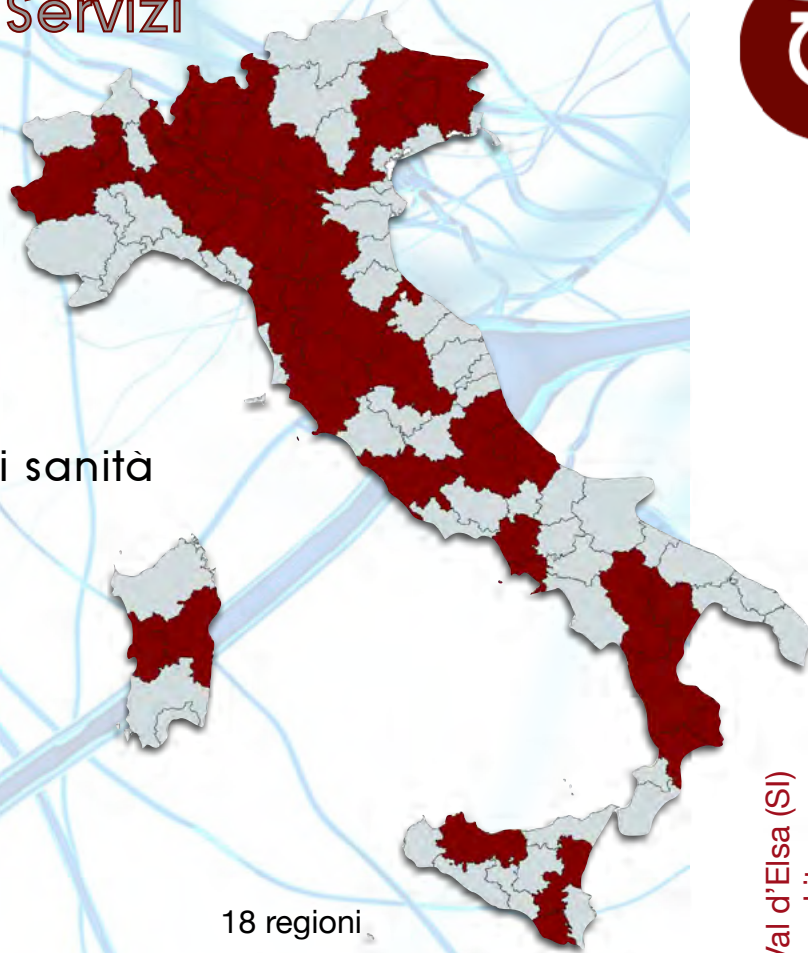 Servizi
i sanità
18 regioni
Val d'Elsa (SI)